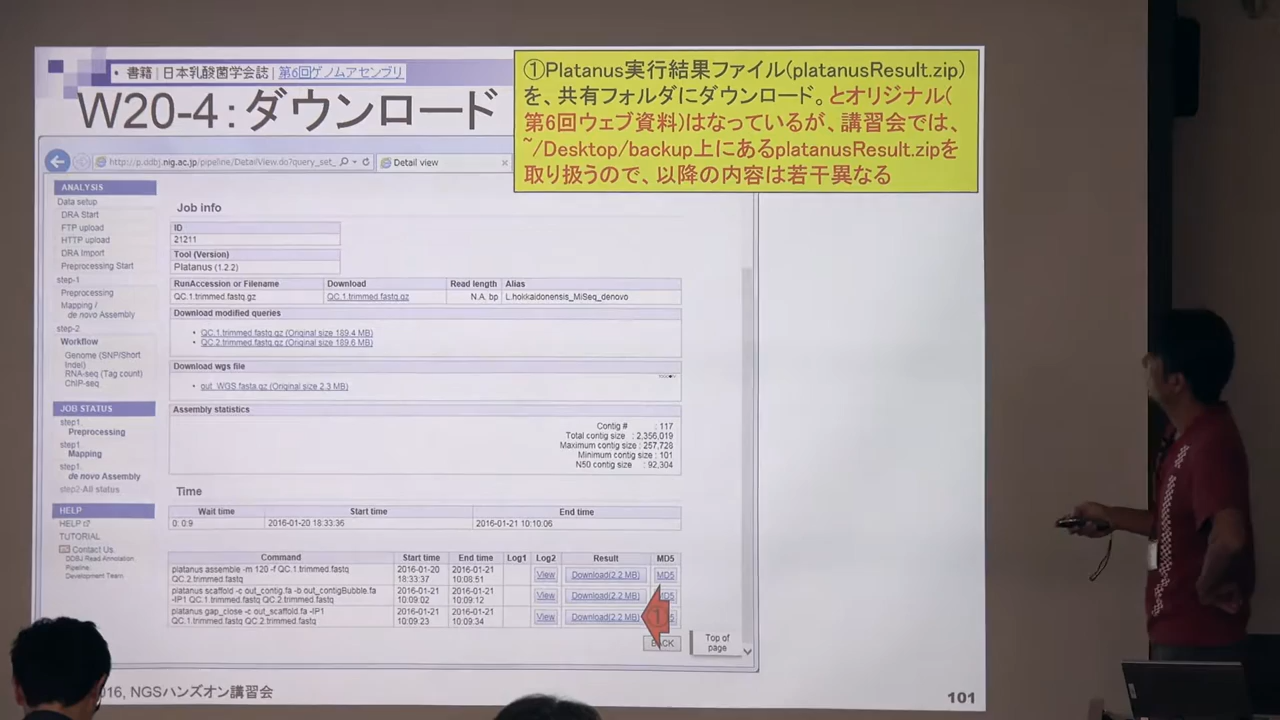 ・ 書籍 | 日本乳酸菌学会誌 | 第6回ゲノムアセンブリ
W20-4:ダウンロード
①Platanus実行結果ファイル(platanusResult.zip)
を、共有フォルダにダウンロード。とオリジナル(
第6回ウェブ資料)はなっているが、講習会では、
~/Desktop/backup上にあるplatanusResult.zipを
取り扱うので、以降の内容は若干異なる
http://p.ddbj.nig.ac.jp/pipeline/DetailView.do?query_set_
Detail view
ANALYSIS
Data setup
DRA Start
FTP upload
HTTP upload
DRA Import
Preprocessing Start
step-1
Preprocessing
Mapping /
de novo Assembly
step-2
Workflow
Genome (SNP/Short
Indel)
RNA-seq (Tag count)
ChIP-seq
JOB STATUS
step1
Preprocessing
step1
Mapping
step1
de novo Assembly
step2-All status
HELP
HELP
TUTORIAL
Contact Us
DDBJ Read Annotation
Pipeline
Development Team
Job info
ID
21211
Tool (Version)
Platanus (1.2.2)
RunAccession or Filename Download Read length Alias
QC.1.trimmed.fastq.gz QC.1.trimmed.fastq.gz N.A. bp L.hokkaidonensis_MiSeq_denovo
Download modified queries
• QC.1.trimmed.fastq.gz (Original size 189.4 MB)
• QC.2.trimmed.fastq.gz (Original size 189.6 MB)
Download wgs file
• out_WGS.fasta.gz (Original size 2.3 MB)
Assembly statistics
Contig # : 117
Total contig size : 2,356,019
Maximum contig size : 257,728
Minimum contig size : 101
N50 contig size : 92,304
Time
Wait time Start time End time
0: 0:9 2016-01-20 18:33:36 2016-01-21 10:10:06
Command Start time End time Log1 Log2 Result MD5
platanus assemble -m 120 -f QC.1.trimmed.fastq 2016-01-20 2016-01-21 View Download(2.2 MB) MD5
QC.2.trimmed.fastq 18:33:37 10:08:51
platanus scaffold -c out_contig.fa -b out_contigBubble.fa 2016-01-21 2016-01-21 View Download(2.2 MB) MD5
-IP1 QC.1.trimmed.fastq QC.2.trimmed.fastq 10:09:02 10:09:12
platanus gap_close -c out_scaffold.fa -IP1 2016-01-21 2016-01-21 View Download(2.2 MB) ①
QC.1.trimmed.fastq QC.2.trimmed.fastq 10:09:23 10:09:34
BACK
Top of
page
2016, NGSハンズオン講習会
101